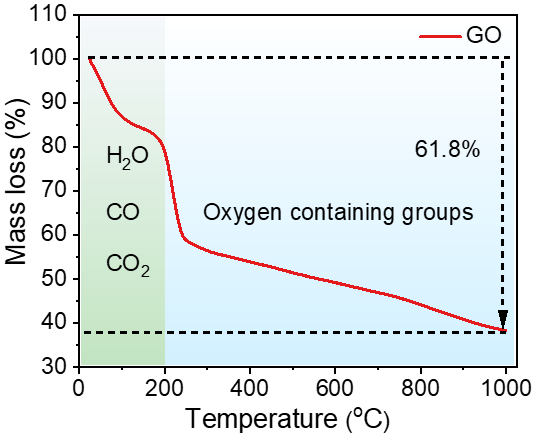 GO
110
100
90
80
70
60
50
40
30
Mass loss (%)
61.8%
H₂O
CO
Oxygen containing groups
CO₂
0
200
400
600
800
1000
Temperature (ºC)